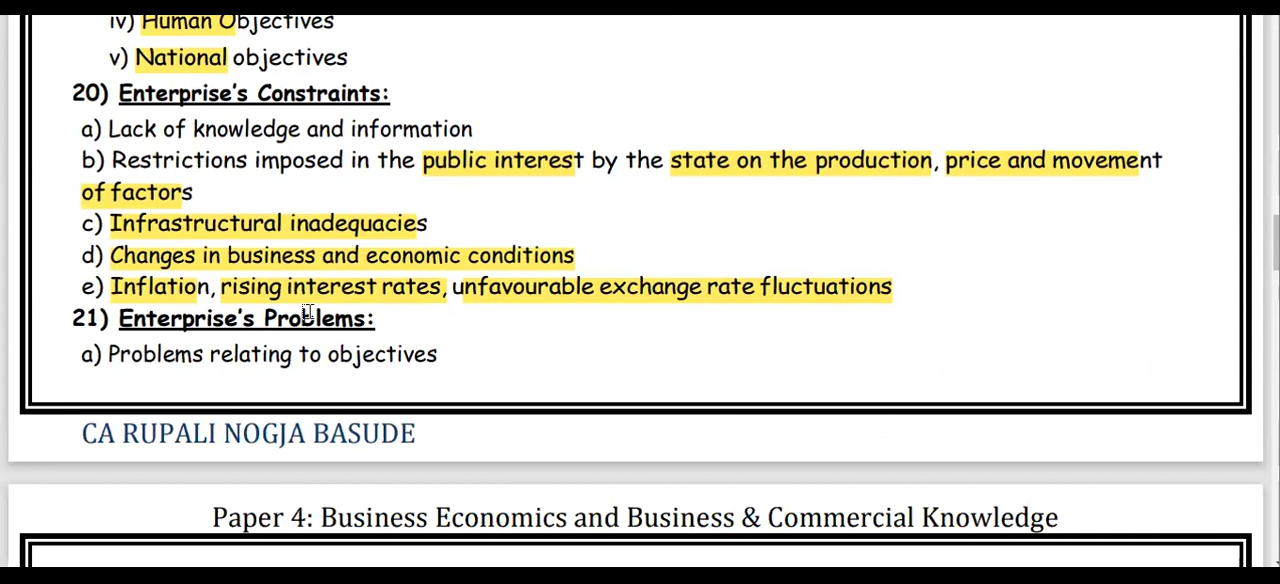 iv) Human Objectives
v) National objectives
20) Enterprise's Constraints:
a) Lack of knowledge and information
b) Restrictions imposed in the public interest by the state on the production, price and movement
of factors
c) Infrastructural inadequacies
d) Changes in business and economic conditions
e) Inflation, rising interest rates, unfavourable exchange rate fluctuations
21) Enterprise's Problems:
a) Problems relating to objectives
CA RUPALI NOGJA BASUDE
Paper 4: Business Economics and Business & Commercial Knowledge